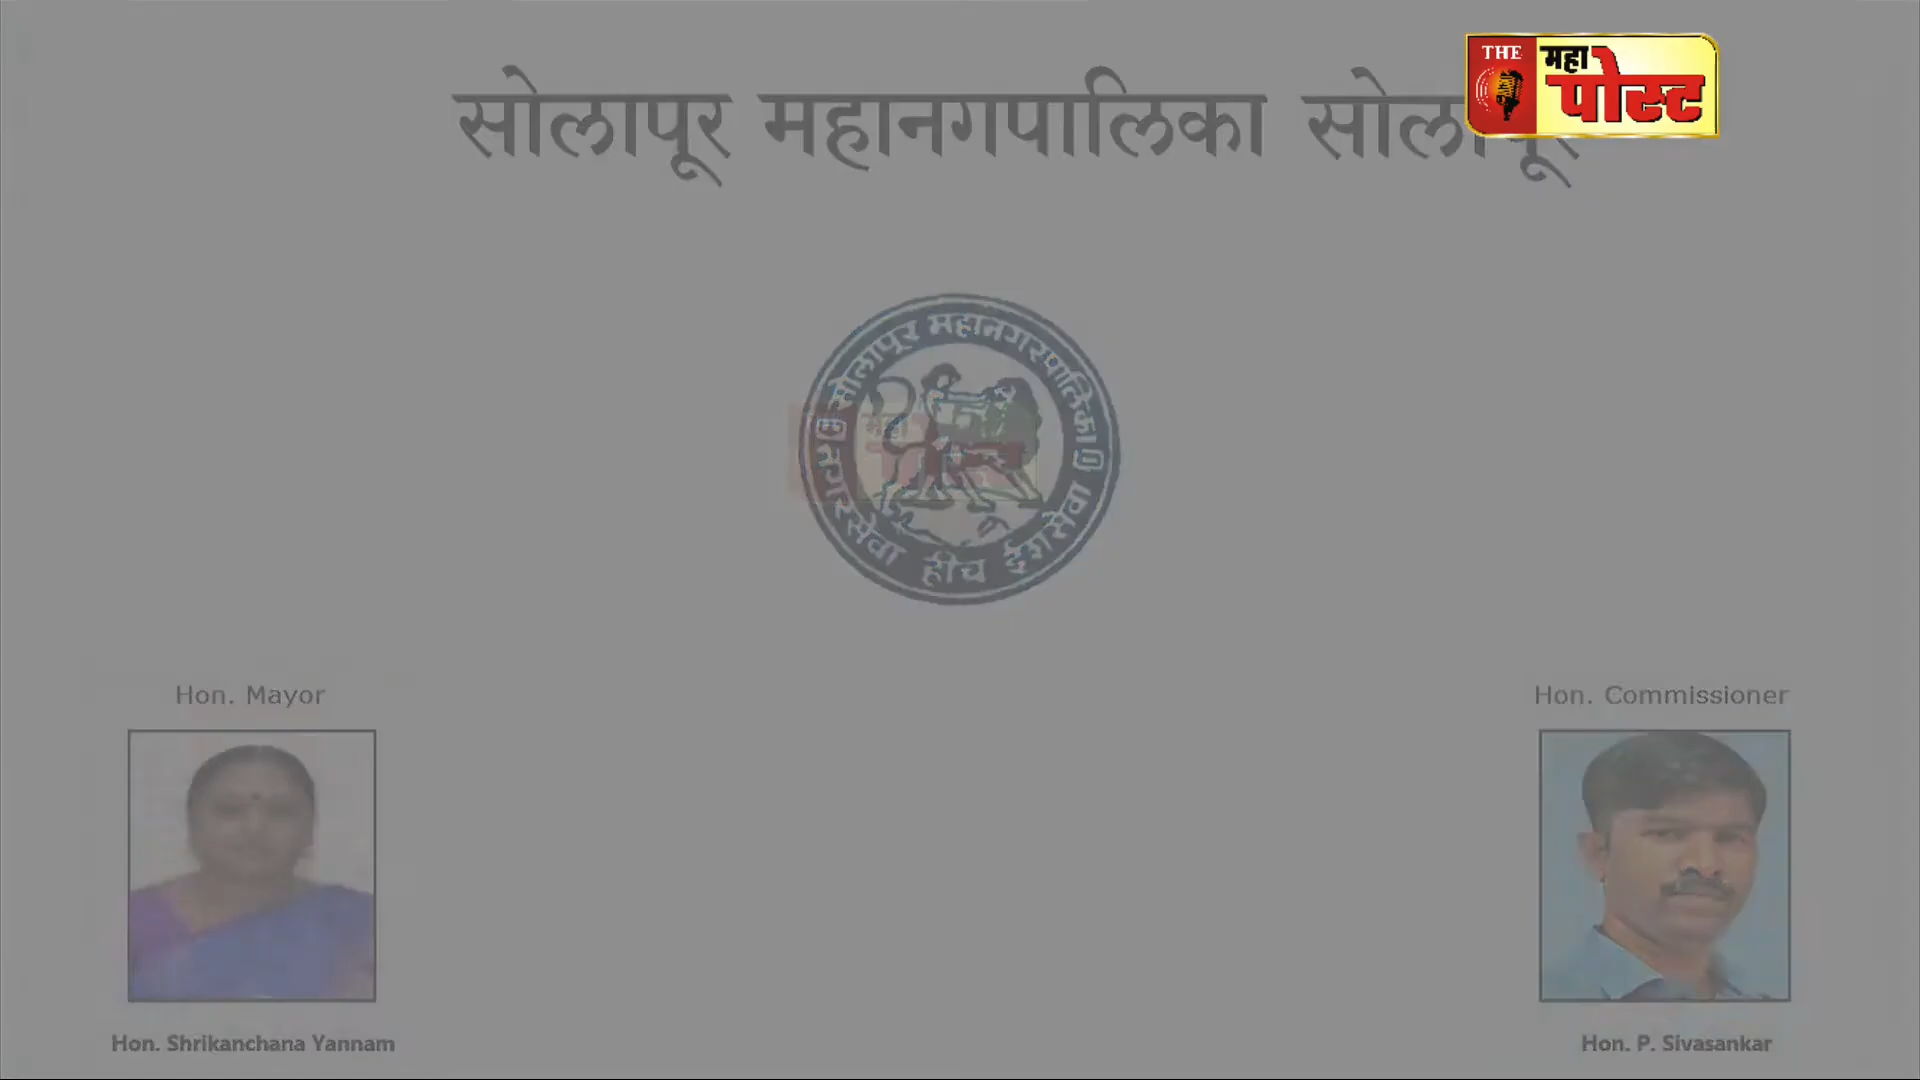 सोलापूर महानगपालिका सोलापूर
THE महा
पोस्ट
सोलापूर महानगरपालिका
नगरसेवा हीच ईशसेवा
Hon. Mayor
Hon. Commissioner
Hon. Shrikanchana Yannam
Hon. P. Sivasankar